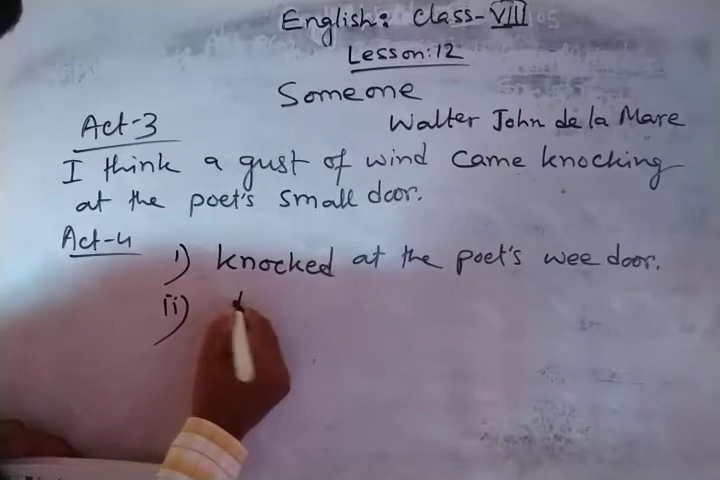 English: Class-VIII
Lesson: 12
Someone
Walter John de la Mare
Act-3
I think a gust of wind came knocking
at the poet's small door.
Act-4
i) knocked at the poet's wee door.
ii)